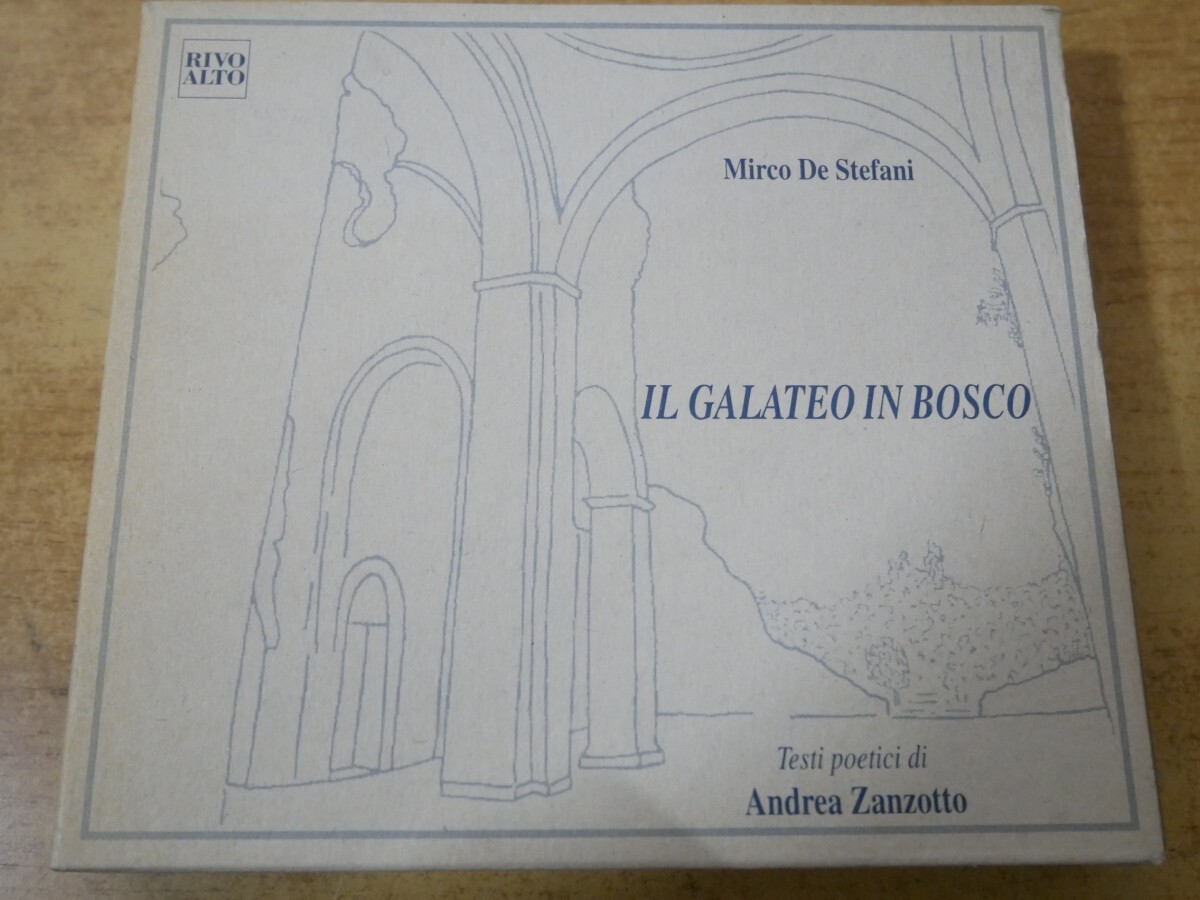 RIVO
ALTO
Mirco De Stefani
IL GALATEO IN BOSCO
Testi poetici di
Andrea Zanzotto